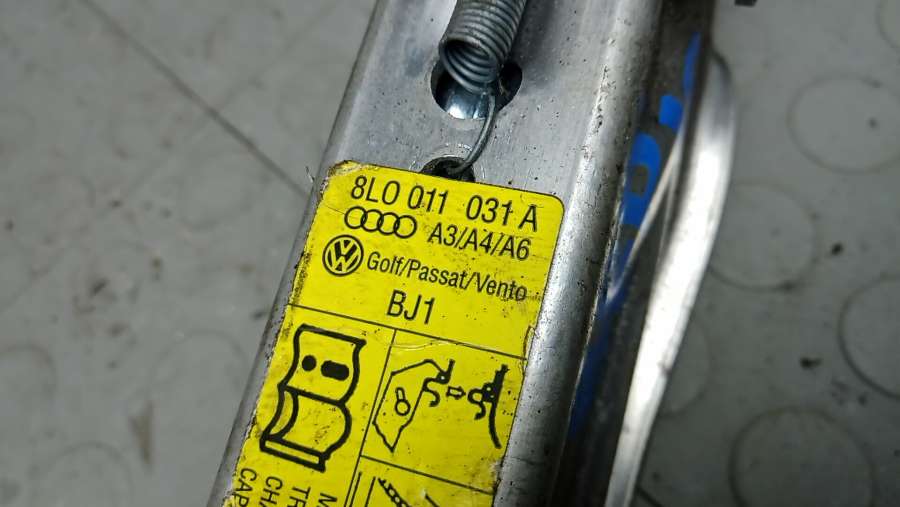 8L0 011 031 A
A3/A4/A6
Golf/Passat/Vento
BJ1